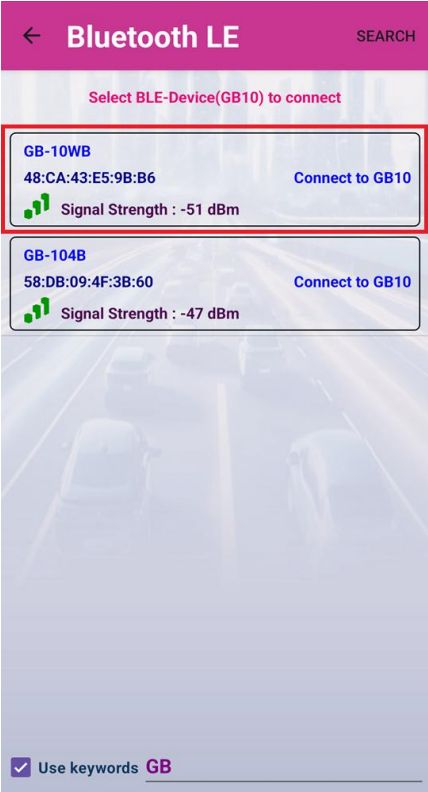 Bluetooth LE
SEARCH
Select BLE-Device(GB10) to connect
GB-10WB
48:CA:43:E5:9B:B6
Connect to GB10
Signal Strength : -51 dBm
GB-104B
58:DB:09:4F:3B:60
Connect to GB10
Signal Strength : -47 dBm
Use keywords GB